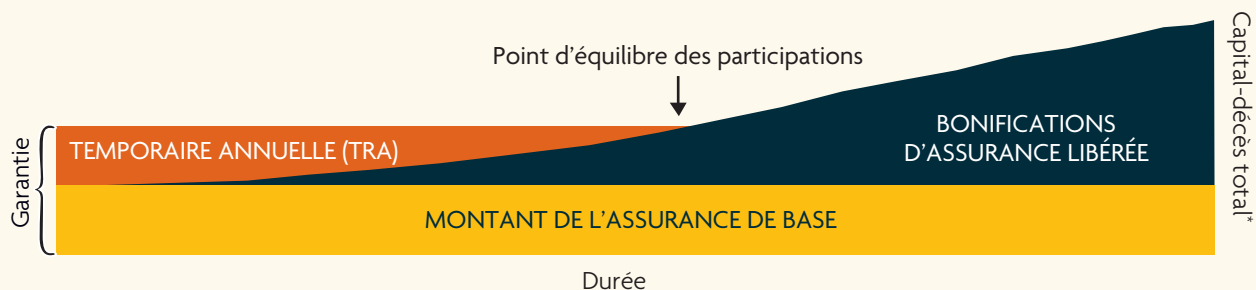 Point d’équilibre des participations
Garantie
TEMPORAIRE ANNUELLE (TRA)
BONIFICATIONS
D’ASSURANCE LIBÉRÉE
MONTANT DE L’ASSURANCE DE BASE
Capital-décès total*
Durée